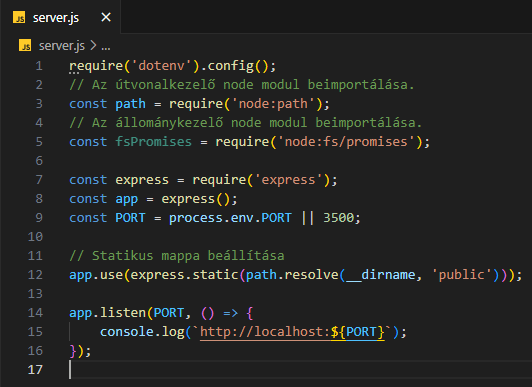 JS server.js ×
JS server.js > ...
1 require('dotenv').config();
2 // Az útvonalkezelő node modul beimportálása.
3 const path = require('node:path');
4 // Az állománykezelő node modul beimportálása.
5 const fsPromises = require('node:fs/promises');
6
7 const express = require('express');
8 const app = express();
9 const PORT = process.env.PORT || 3500;
10
11 // Statikus mappa beállítása
12 app.use(express.static(path.resolve(__dirname, 'public')));
13
14 app.listen(PORT, () => {
15     console.log(`http://localhost:${PORT}`);
16 });
17